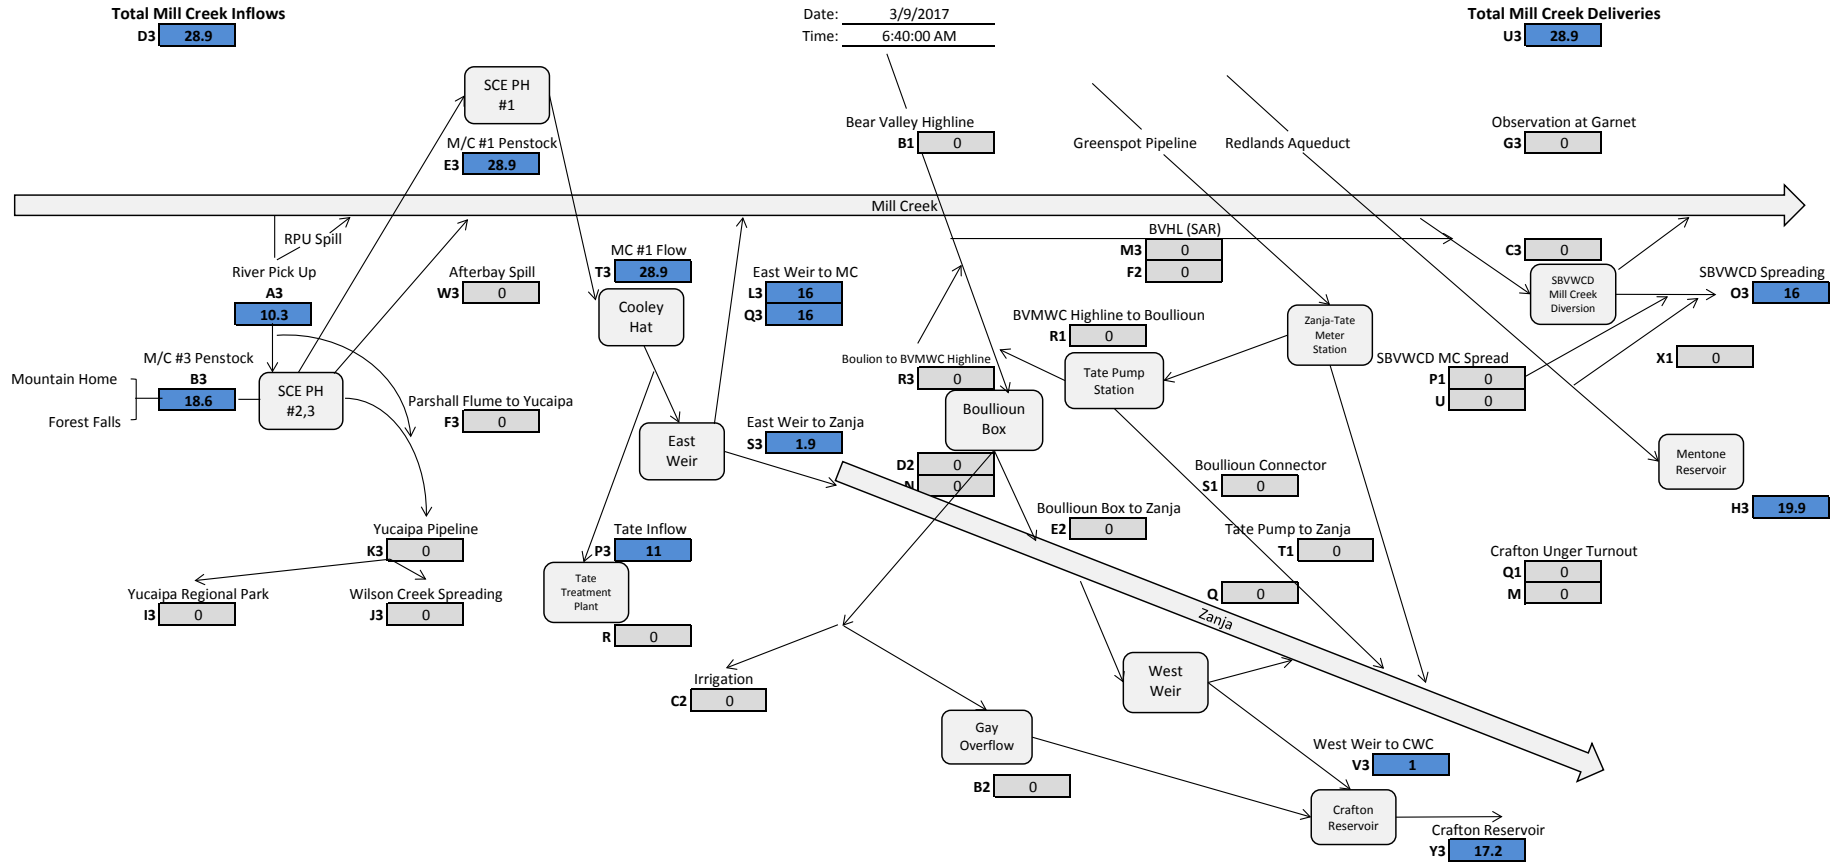 Total Mill Creek Inflows
D3 28.9
Date: 3/9/2017
Time: 6:40:00 AM
Total Mill Creek Deliveries
U3 28.9
SCE PH
#1
M/C #1 Penstock
E3 28.9
Bear Valley Highline
B1 0
Greenspot Pipeline
Redlands Aqueduct
Observation at Garnet
G3 0
Mill Creek
RPU Spill
River Pick Up
A3
10.3
Afterbay Spill
W3 0
MC #1 Flow
T3 28.9
Cooley
Hat
East Weir to MC
L3 16
Q3 16
BVHL (SAR)
M3 0
F2 0
C3 0
SBVWCD
Mill Creek
Diversion
SBVWCD Spreading
O3 16
BVMWC Highline to Boullioun
R1 0
Zanja-Tate
Meter
Station
M/C #3 Penstock
B3
18.6
Mountain Home
Forest Falls
SCE PH
#2,3
Boulion to BVMWC Highline
R3 0
Tate Pump
Station
SBVWCD MC Spread
P1 0
U 0
X1 0
Parshall Flume to Yucaipa
F3 0
East
Weir
East Weir to Zanja
S3 1.9
Boullioun
Box
D2 0
N 0
Boullioun Connector
S1 0
Mentone
Reservoir
H3 19.9
Boullioun Box to Zanja
E2 0
Tate Pump to Zanja
T1 0
Yucaipa Pipeline
K3 0
Tate Inflow
P3 11
Crafton Unger Turnout
Q1 0
M 0
Yucaipa Regional Park
I3 0
Wilson Creek Spreading
J3 0
Tate
Treatment
Plant
R 0
Q 0
Zanja
Irrigation
C2 0
West
Weir
Gay
Overflow
B2 0
West Weir to CWC
V3 1
Crafton
Reservoir
Crafton Reservoir
Y3 17.2